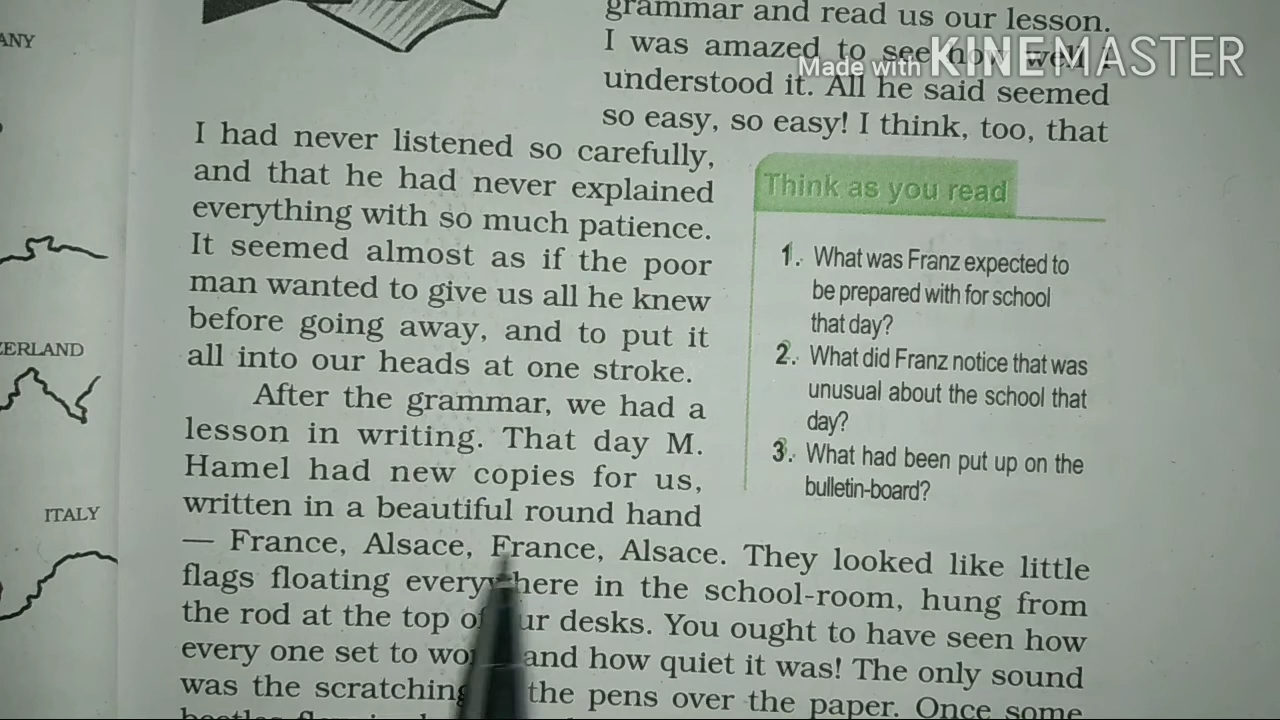 grammar and read us our lesson.
I was amazed to see how well I
understood it. All he said seemed
so easy, so easy! I think, too, that
I had never listened so carefully,
and that he had never explained
everything with so much patience.
It seemed almost as if the poor
man wanted to give us all he knew
before going away, and to put it
all into our heads at one stroke.
After the grammar, we had a
lesson in writing. That day M.
Hamel had new copies for us,
written in a beautiful round hand
— France, Alsace, France, Alsace. They looked like little
flags floating everywhere in the school-room, hung from
the rod at the top of our desks. You ought to have seen how
every one set to work, and how quiet it was! The only sound
was the scratching of the pens over the paper. Once some
Think as you read
1. What was Franz expected to
be prepared with for school
that day?
2. What did Franz notice that was
unusual about the school that
day?
3. What had been put up on the
bulletin-board?
ANY
ZERLAND
ITALY
Made with KINEMASTER